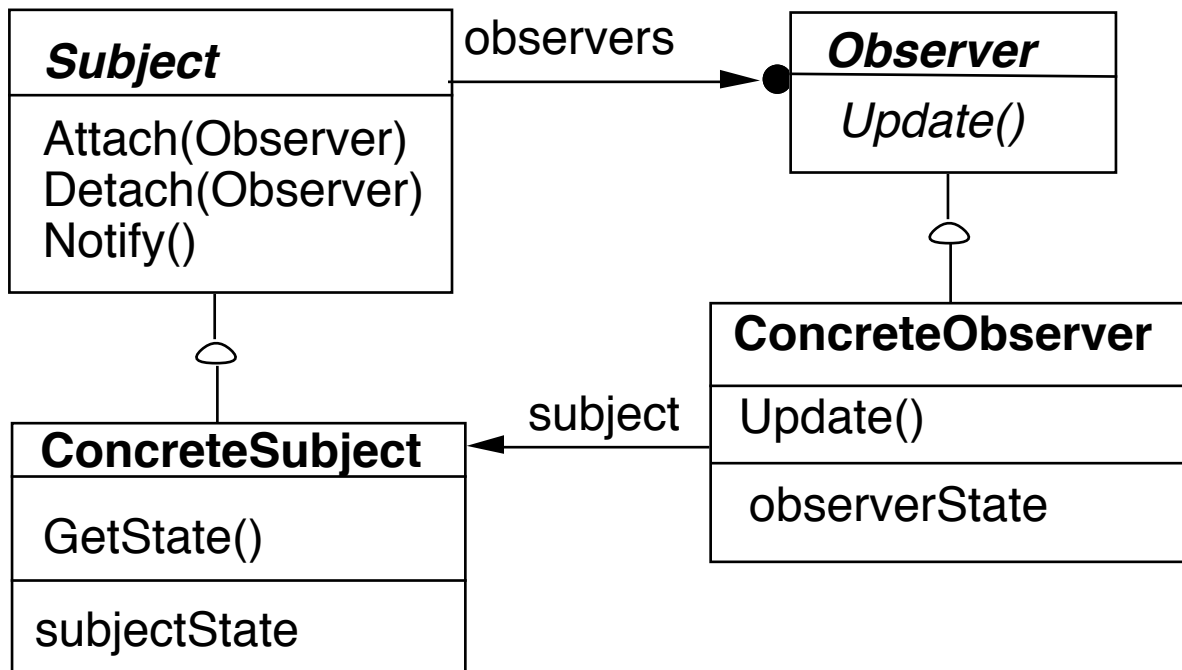 Subject
Attach(Observer)
Detach(Observer)
Notify()
observers
Observer
Update()
ConcreteObserver
Update()
observerState
subject
ConcreteSubject
GetState()
subjectState